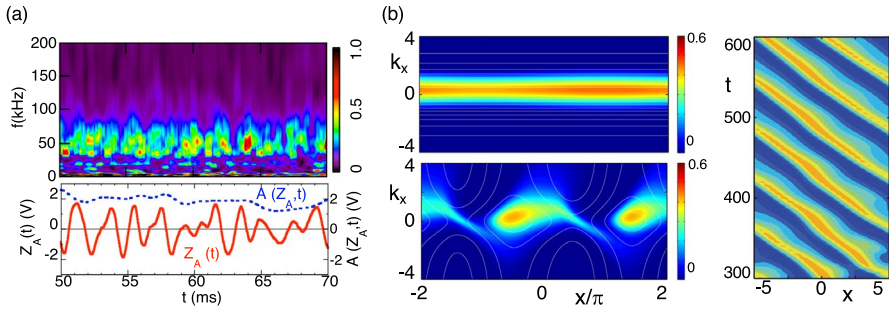 (a)
200
150
100
50
0
f(kHz)
1.0
0.5
0
A (Z_A,t)
Z_A (t)
2
0
-2
Z_A(t) (V)
2
0
-2
A (Z_A,t) (V)
50 55 60 65 70
t (ms)
(b)
4
k_x
0
-4
0.6
0
4
k_x
0
-4
0.6
0
-2 0 2
x/π
600
t
500
400
300
-5 0 5
x